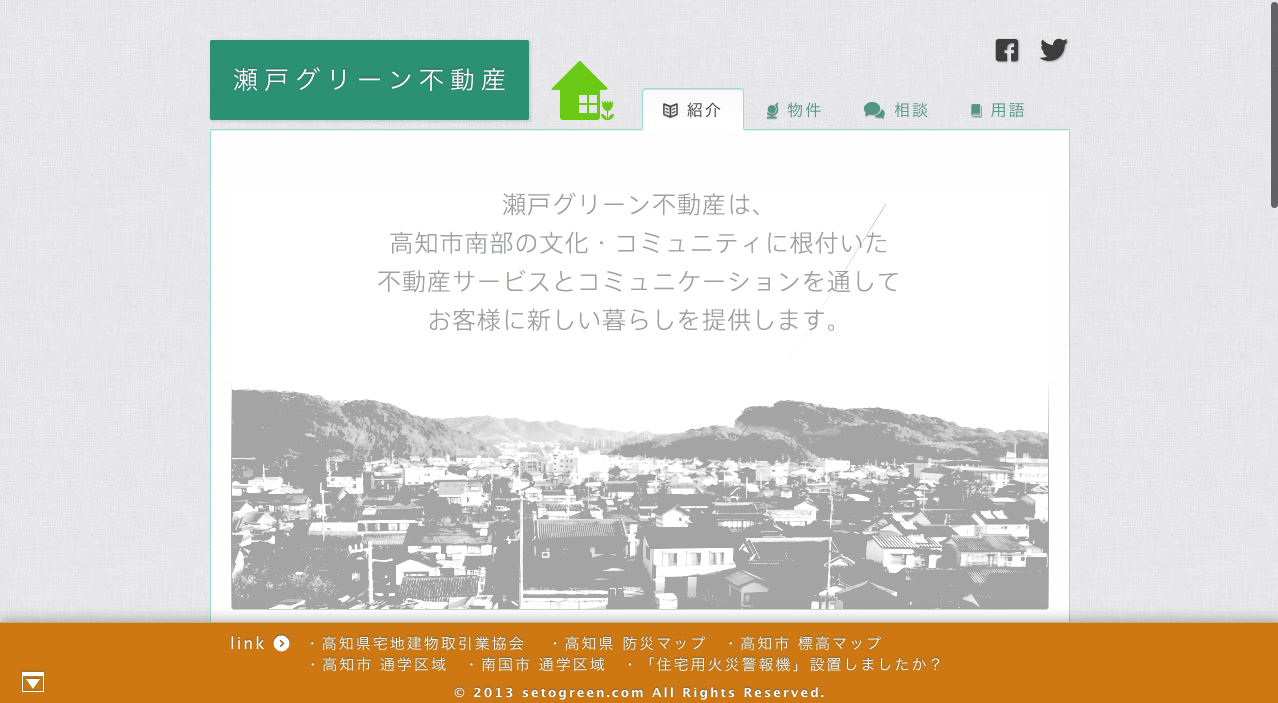 瀬戸グリーン不動産
紹介 物件 相談 用語
瀬戸グリーン不動産は、
高知市南部の文化・コミュニティに根付いた
不動産サービスとコミュニケーションを通して
お客様に新しい暮らしを提供します。
link ・高知県宅地建物取引業協会 ・高知県 防災マップ ・高知市 標高マップ
・高知市 通学区域 ・南国市 通学区域 ・「住宅用火災警報機」設置しましたか？
© 2013 setogreen.com All Rights Reserved.